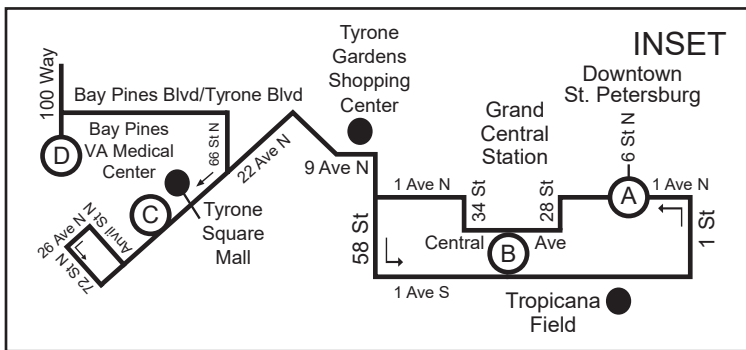 INSET
Downtown
St. Petersburg
Tyrone
Gardens
Shopping
Center
Grand
Central
Station
100 Way
Bay Pines Blvd/Tyrone Blvd
Bay Pines
VA Medical
Center
D
66 St N
22 Ave N
9 Ave N
1 Ave N
34 St
28 St
6 St N
A
1 Ave N
C
Tyrone
Square
Mall
Anvil St N
26 Ave N
72 St N
58 St
Central
Ave
B
1 St
1 Ave S
Tropicana
Field